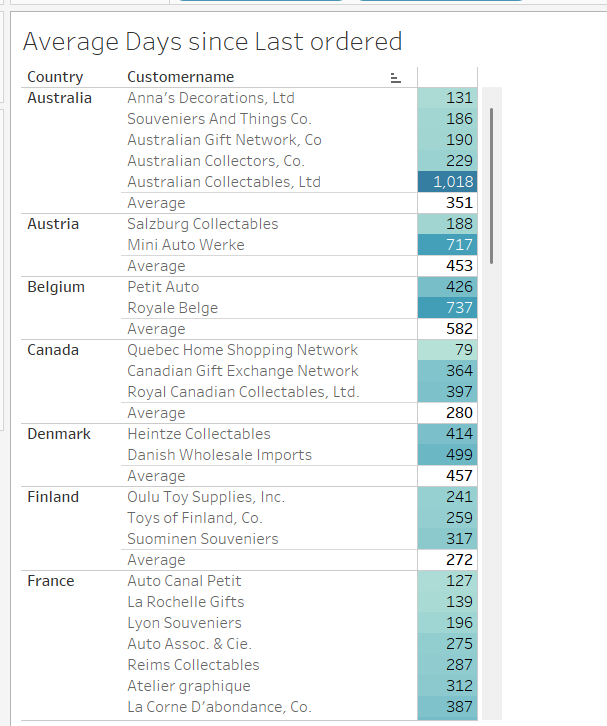 Average Days since Last ordered
Country Customername
Australia Anna's Decorations, Ltd 131
Souveniers And Things Co. 186
Australian Gift Network, Co 190
Australian Collectors, Co. 229
Australian Collectables, Ltd 1,018
Average 351
Austria Salzburg Collectables 188
Mini Auto Werke 717
Average 453
Belgium Petit Auto 426
Royale Belge 737
Average 582
Canada Quebec Home Shopping Network 79
Canadian Gift Exchange Network 364
Royal Canadian Collectables, Ltd. 397
Average 280
Denmark Heintze Collectables 414
Danish Wholesale Imports 499
Average 457
Finland Oulu Toy Supplies, Inc. 241
Toys of Finland, Co. 259
Suominen Souveniers 317
Average 272
France Auto Canal Petit 127
La Rochelle Gifts 139
Lyon Souveniers 196
Auto Assoc. & Cie. 275
Reims Collectables 287
Atelier graphique 312
La Corne D'abondance, Co. 387